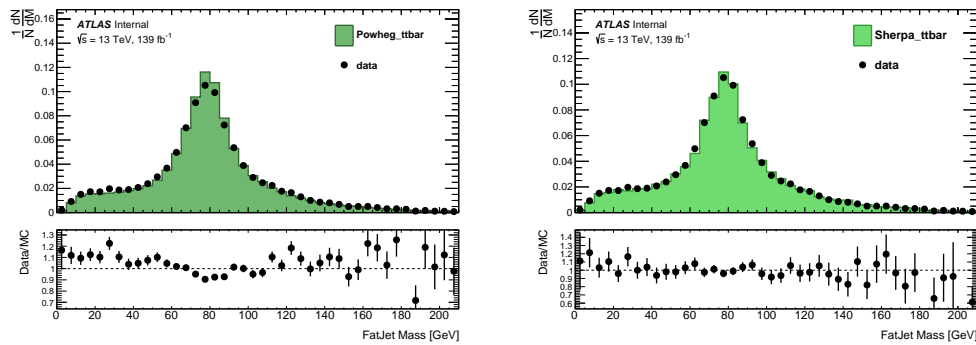 1/N dN/dM
0.16
0.14
0.12
0.1
0.08
0.06
0.04
0.02
0
ATLAS Internal
√s = 13 TeV, 139 fb⁻¹
Powheg_ttbar
data
Data/MC
1.3
1.2
1.1
1
0.9
0.8
0.7
0 20 40 60 80 100 120 140 160 180 200
FatJet Mass [GeV]
1/N dN/dM
0.16
0.14
0.12
0.1
0.08
0.06
0.04
0.02
0
ATLAS Internal
√s = 13 TeV, 139 fb⁻¹
Sherpa_ttbar
data
Data/MC
1.4
1.3
1.2
1.1
1
0.9
0.8
0.7
0.6
0 20 40 60 80 100 120 140 160 180 200
FatJet Mass [GeV]